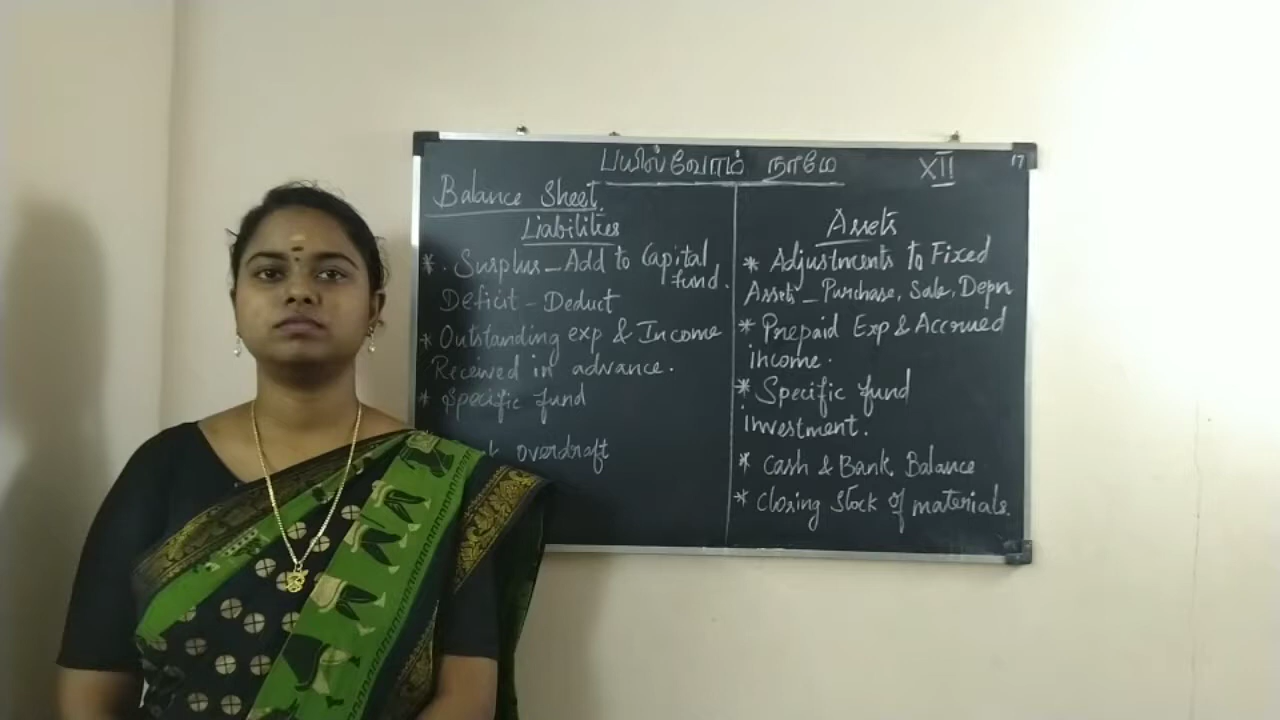 பயில்வோம் நாமே
XII
17
Balance Sheet
Liabilities
*. Surplus - Add to Capital
fund.
Deficit - Deduct
* Outstanding exp & Income
Received in advance.
* Specific fund
overdraft
Assets
* Adjustments To Fixed
Assets - Purchase, Sale, Depn
* Prepaid Exp & Accrued
income.
* Specific fund
investment.
* Cash & Bank Balance
* Closing Stock of materials.